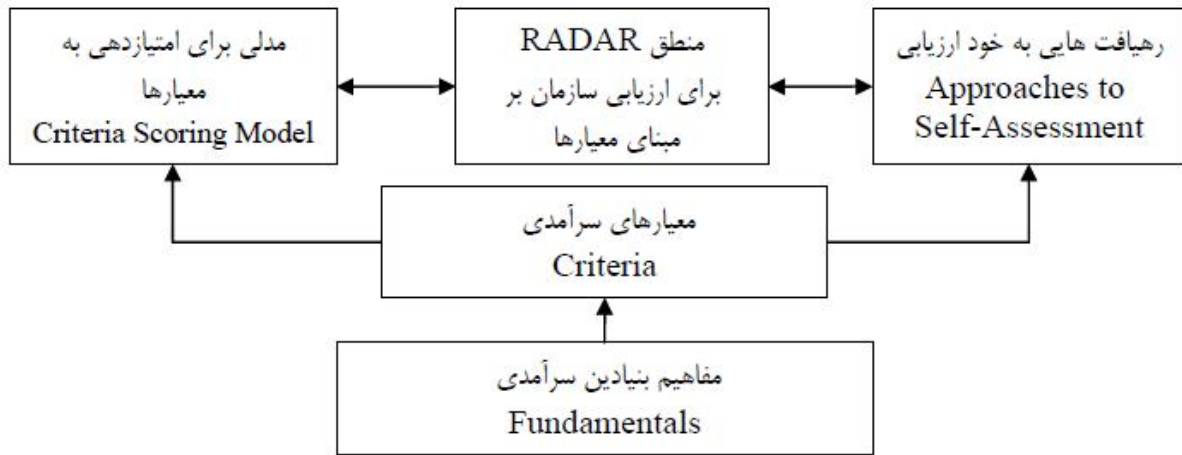 رهیافت هایی به خود ارزیابی
Approaches to
Self-Assessment
منطق RADAR
برای ارزیابی سازمان بر
مبنای معیارها
مدلی برای امتیازدهی به
معیارها
Criteria Scoring Model
معیارهای سرآمدی
Criteria
مفاهیم بنیادین سرآمدی
Fundamentals